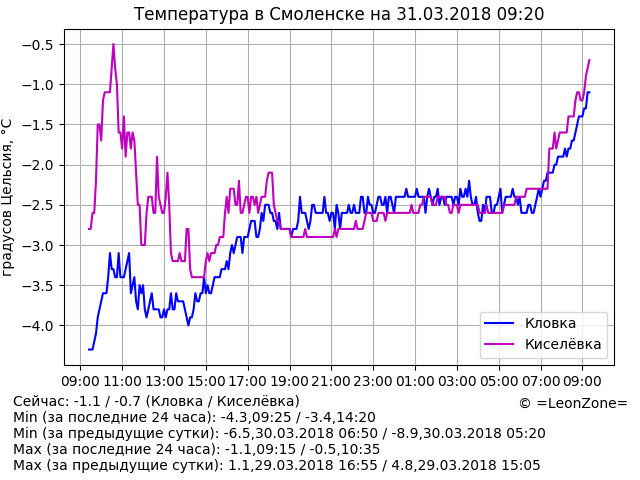 Температура в Смоленске на 31.03.2018 09:20
градусов Цельсия, °C
−0.5
−1.0
−1.5
−2.0
−2.5
−3.0
−3.5
−4.0
Кловка
Киселёвка
09:00 11:00 13:00 15:00 17:00 19:00 21:00 23:00 01:00 03:00 05:00 07:00 09:00
Сейчас: -1.1 / -0.7 (Кловка / Киселёвка)
© =LeonZone=
Min (за последние 24 часа): -4.3,09:25 / -3.4,14:20
Min (за предыдущие сутки): -6.5,30.03.2018 06:50 / -8.9,30.03.2018 05:20
Max (за последние 24 часа): -1.1,09:15 / -0.5,10:35
Max (за предыдущие сутки): 1.1,29.03.2018 16:55 / 4.8,29.03.2018 15:05